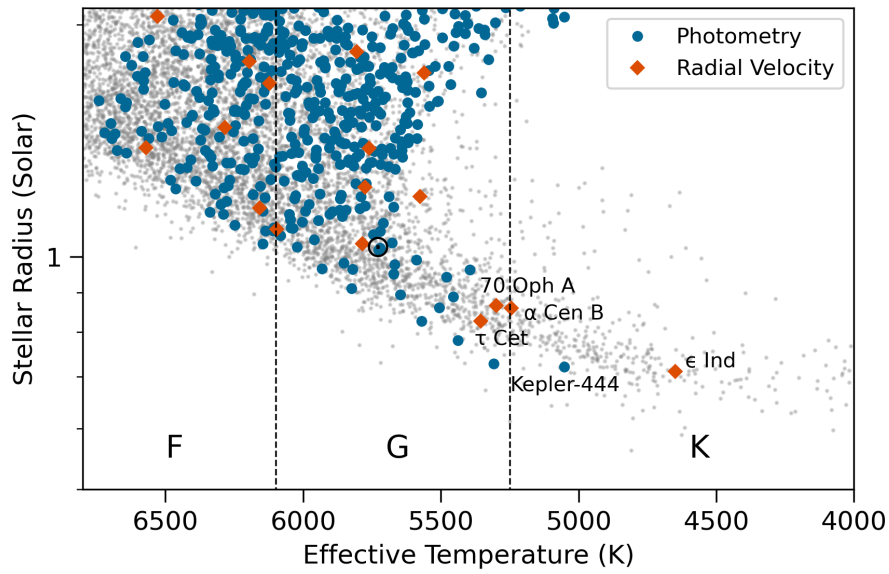 Photometry
Radial Velocity
Stellar Radius (Solar)
1
70 Oph A
α Cen B
τ Cet
ϵ Ind
Kepler-444
F
G
K
6500
6000
5500
5000
4500
4000
Effective Temperature (K)